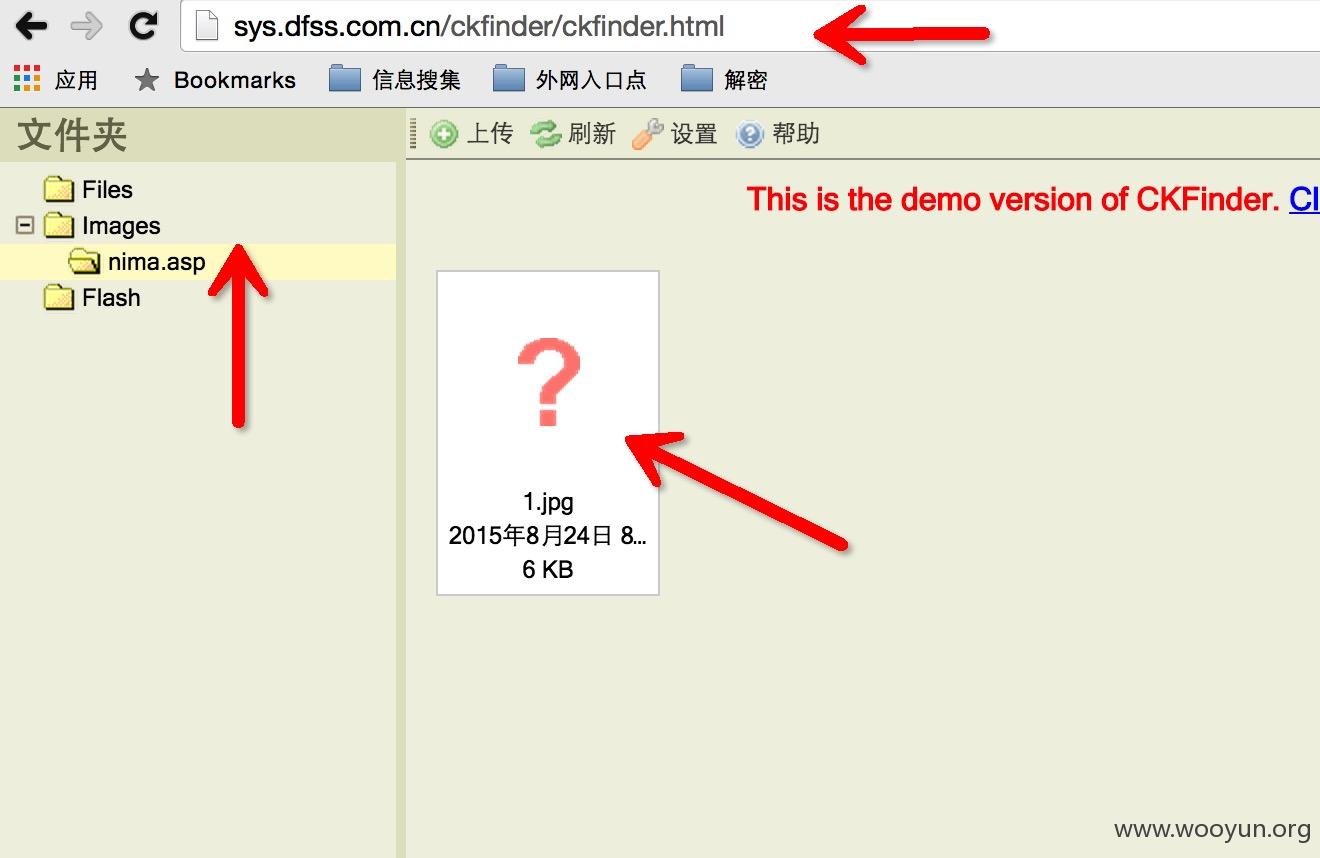 sys.dfss.com.cn/ckfinder/ckfinder.html
应用 Bookmarks 信息搜集 外网入口点 解密
文件夹
上传 刷新 设置 帮助
Files
Images
nima.asp
Flash
This is the demo version of CKFinder. Cl
?
1.jpg
2015年8月24日 8...
6 KB
www.wooyun.org